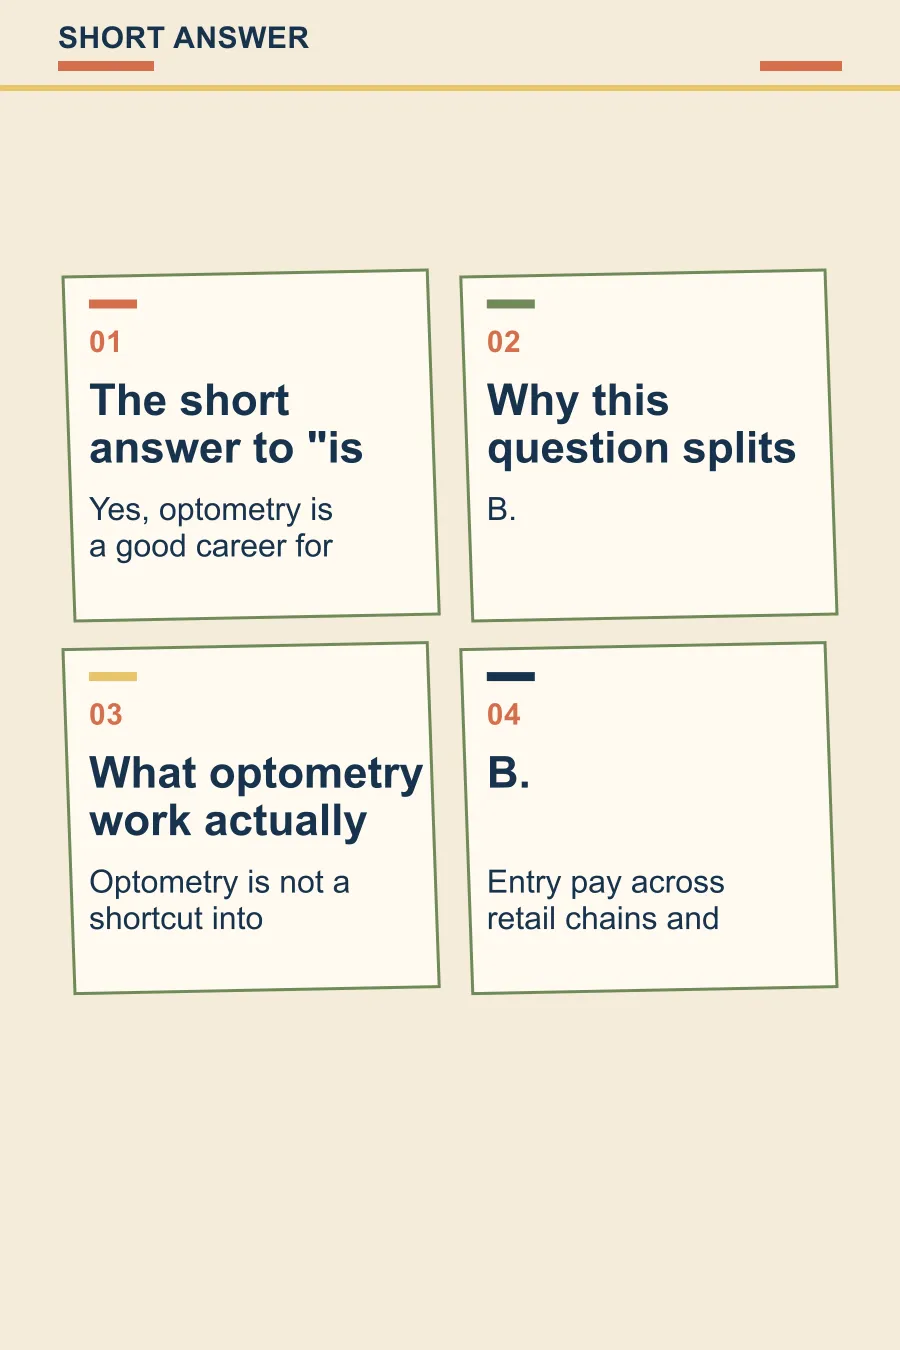 SHORT ANSWER
01
The short
answer to "is
Yes, optometry is
a good career for
02
Why this
question splits
B.
03
What optometry
work actually
Optometry is not a
shortcut into
04
B.
Entry pay across
retail chains and